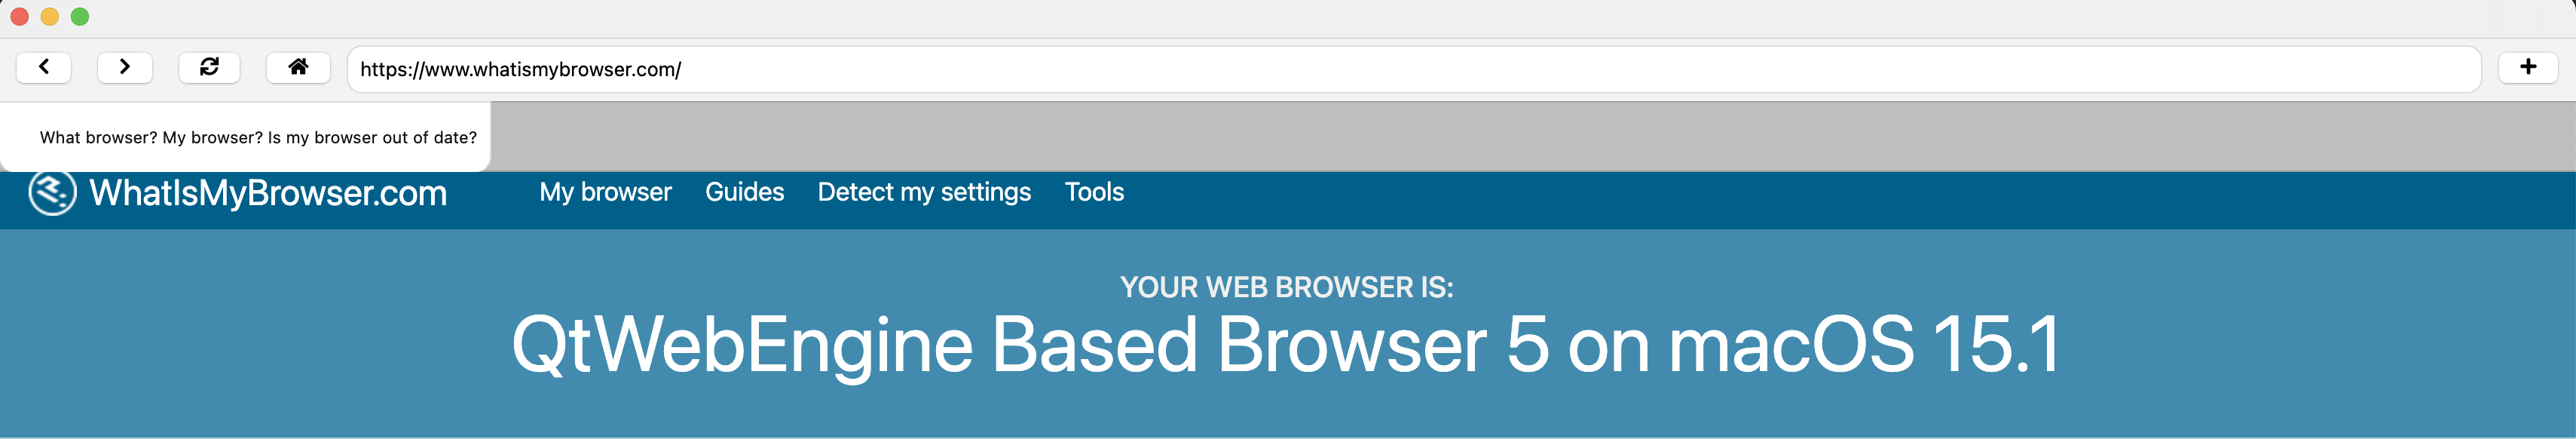 https://www.whatismybrowser.com/
What browser? My browser? Is my browser out of date?
WhatIsMyBrowser.com My browser Guides Detect my settings Tools
YOUR WEB BROWSER IS:
QtWebEngine Based Browser 5 on macOS 15.1